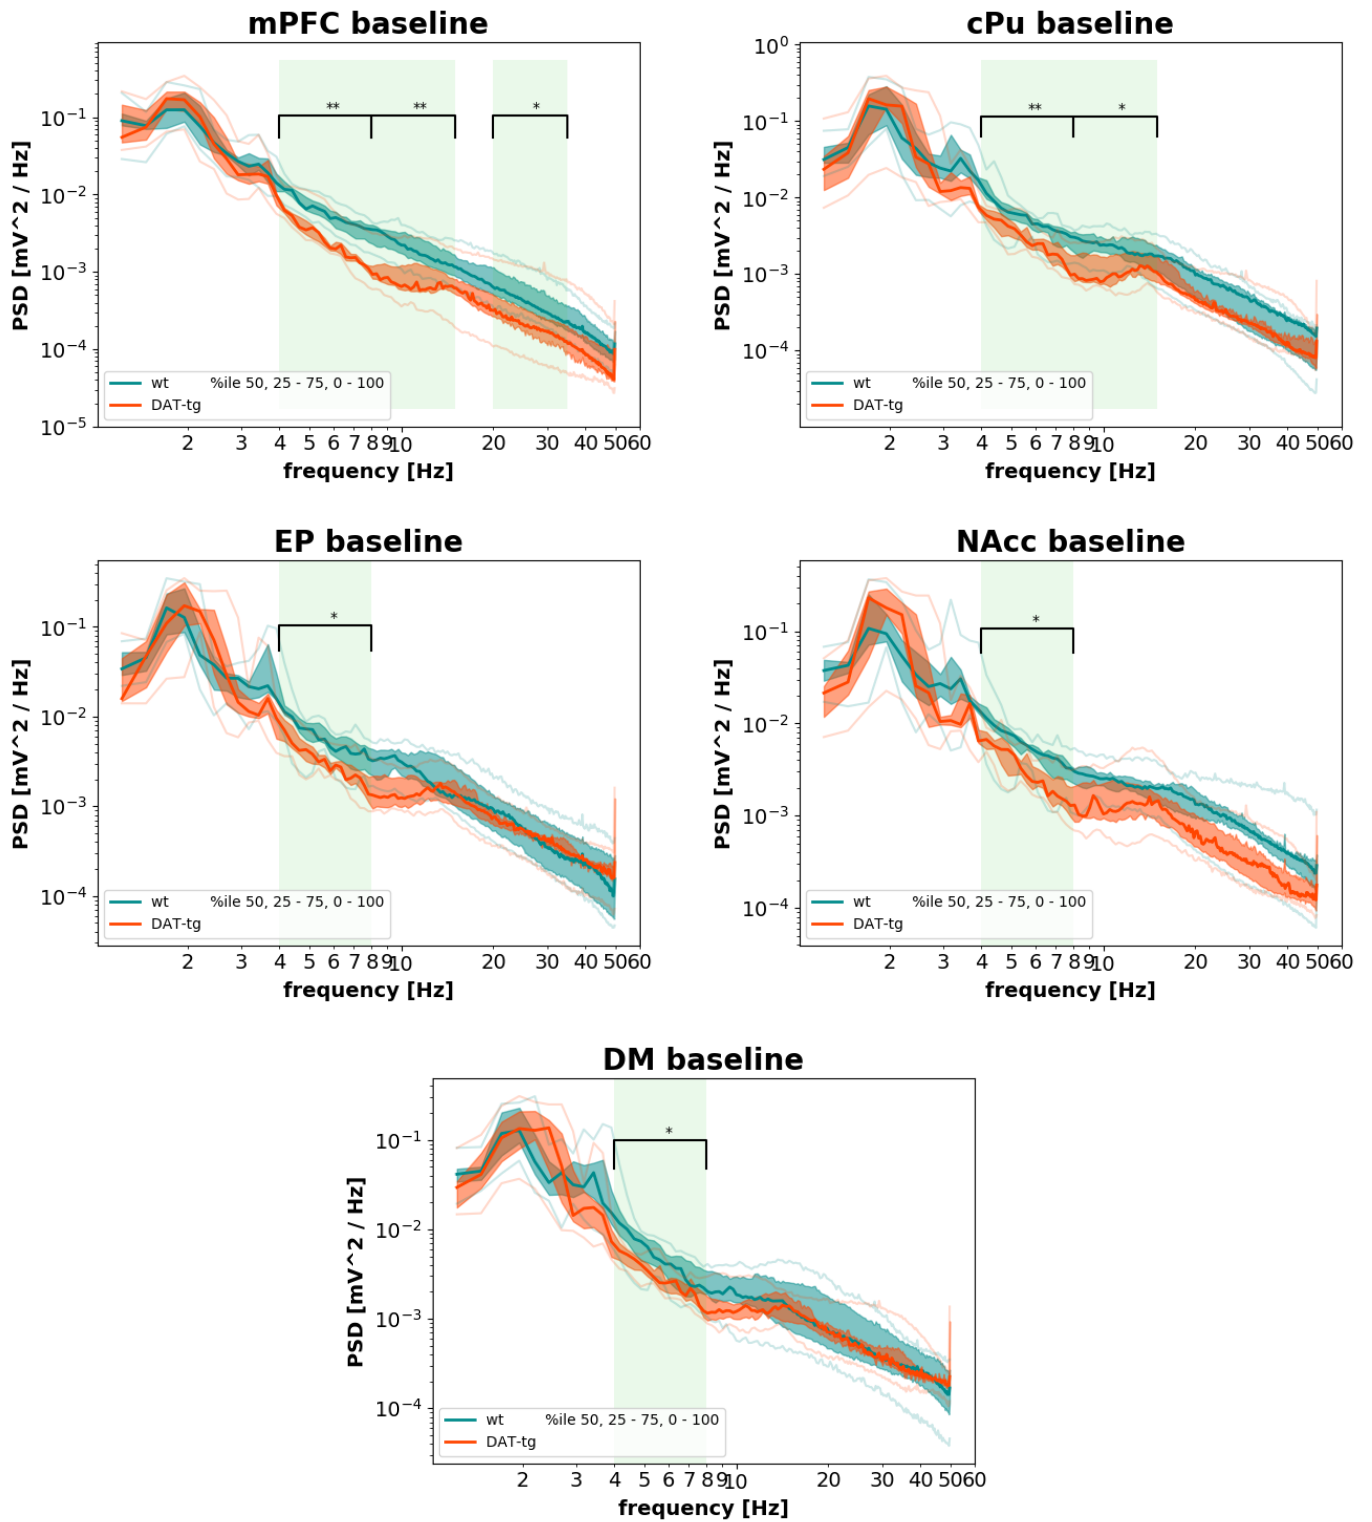 mPFC baseline
PSD [mV^2 / Hz]
10^-1
10^-2
10^-3
10^-4
10^-5
** ** *
wt %ile 50, 25 - 75, 0 - 100
DAT-tg
2 3 4 5 6 7 8 9 10 20 30 40 50 60
frequency [Hz]
cPu baseline
PSD [mV^2 / Hz]
10^0
10^-1
10^-2
10^-3
10^-4
** *
wt %ile 50, 25 - 75, 0 - 100
DAT-tg
2 3 4 5 6 7 8 9 10 20 30 40 50 60
frequency [Hz]
EP baseline
PSD [mV^2 / Hz]
10^-1
10^-2
10^-3
10^-4
*
wt %ile 50, 25 - 75, 0 - 100
DAT-tg
2 3 4 5 6 7 8 9 10 20 30 40 50 60
frequency [Hz]
NAcc baseline
PSD [mV^2 / Hz]
10^-1
10^-2
10^-3
10^-4
*
wt %ile 50, 25 - 75, 0 - 100
DAT-tg
2 3 4 5 6 7 8 9 10 20 30 40 50 60
frequency [Hz]
DM baseline
PSD [mV^2 / Hz]
10^-1
10^-2
10^-3
10^-4
*
wt %ile 50, 25 - 75, 0 - 100
DAT-tg
2 3 4 5 6 7 8 9 10 20 30 40 50 60
frequency [Hz]